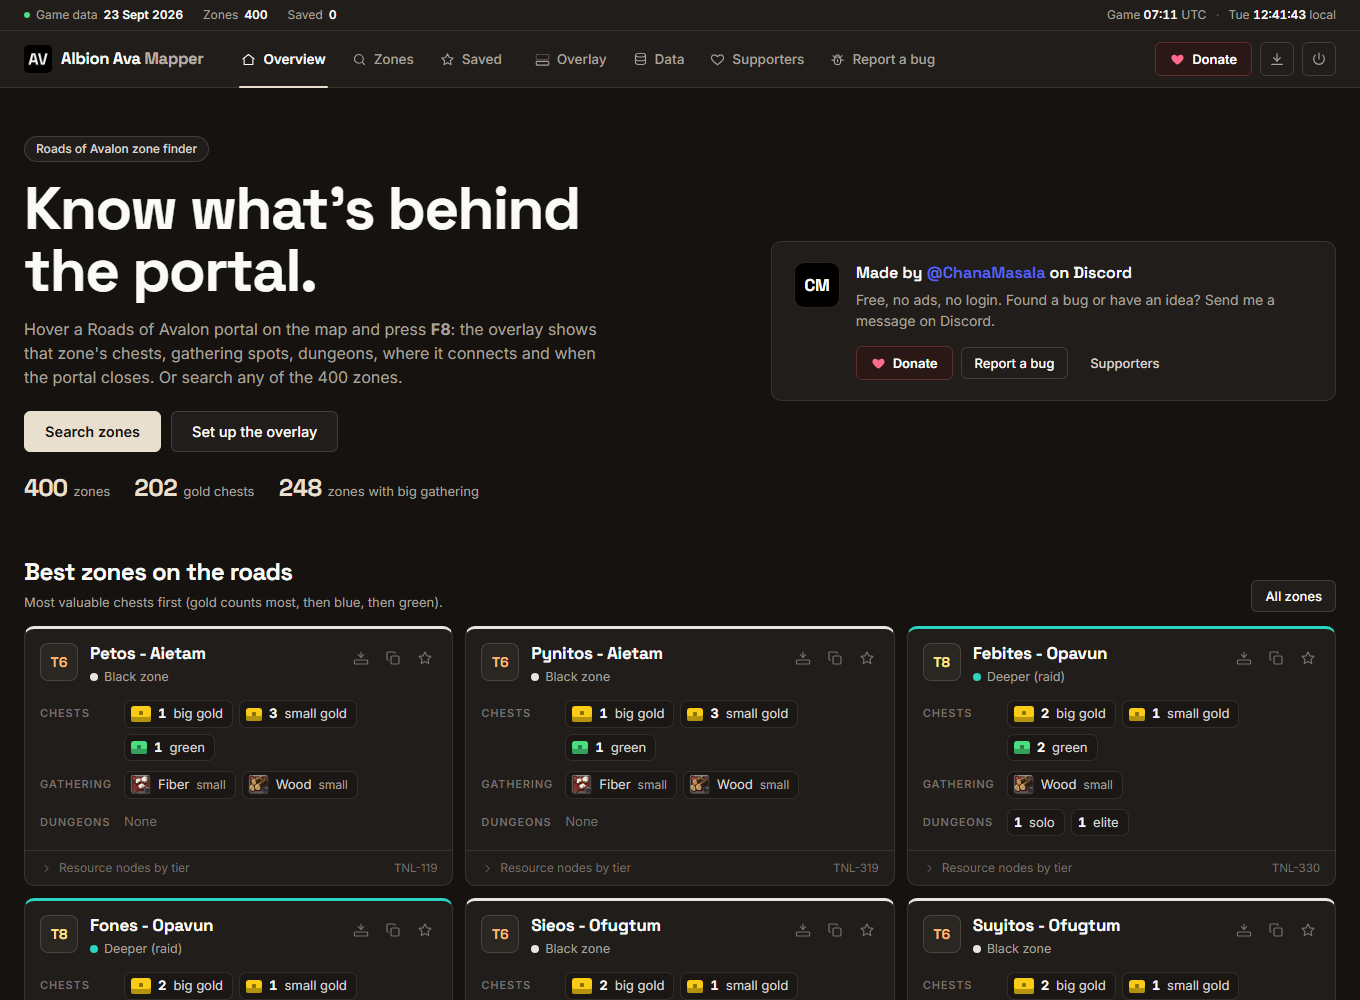 Game data 23 Sept 2026 Zones 400 Saved 0 Game 07:11 UTC · Tue 12:41:43 local
AV Albion Ava Mapper Overview Zones Saved Overlay Data Supporters Report a bug Donate
Roads of Avalon zone finder
Know what's behind
the portal.
Hover a Roads of Avalon portal on the map and press F8: the overlay shows
that zone's chests, gathering spots, dungeons, where it connects and when
the portal closes. Or search any of the 400 zones.
Search zones Set up the overlay
400 zones 202 gold chests 248 zones with big gathering
CM Made by @ChanaMasala on Discord
Free, no ads, no login. Found a bug or have an idea? Send me a
message on Discord.
Donate Report a bug Supporters
Best zones on the roads
Most valuable chests first (gold counts most, then blue, then green).
All zones
T6 Petos - Aietam
Black zone
CHESTS 1 big gold 3 small gold
1 green
GATHERING Fiber small Wood small
DUNGEONS None
Resource nodes by tier TNL-119
T6 Pynitos - Aietam
Black zone
CHESTS 1 big gold 3 small gold
1 green
GATHERING Fiber small Wood small
DUNGEONS None
Resource nodes by tier TNL-319
T8 Febites - Opavun
Deeper (raid)
CHESTS 2 big gold 1 small gold
2 green
GATHERING Wood small
DUNGEONS 1 solo 1 elite
Resource nodes by tier TNL-330
T8 Fones - Opavun
Deeper (raid)
CHESTS 2 big gold 1 small gold
T6 Sieos - Ofugtum
Black zone
CHESTS 2 big gold 1 small gold
T6 Suyitos - Ofugtum
Black zone
CHESTS 2 big gold 1 small gold